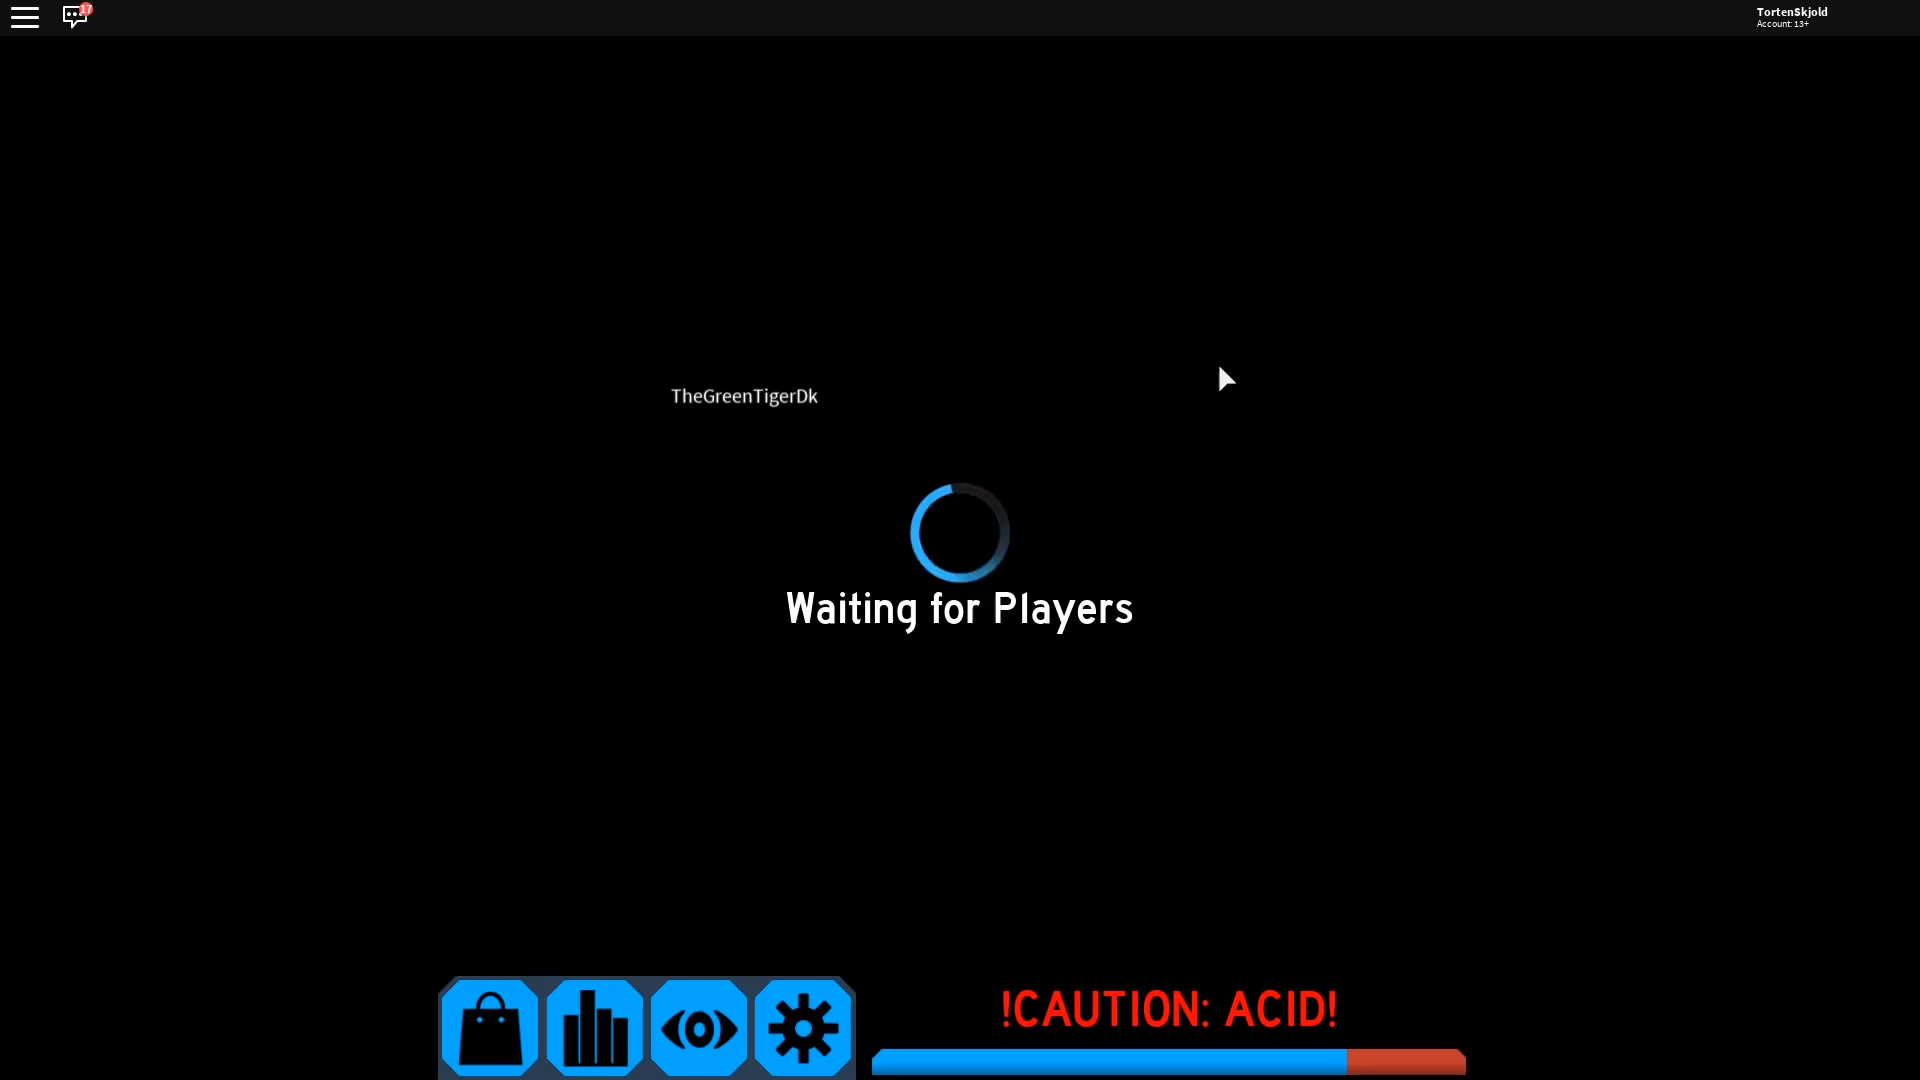 17
TortenSkjold
Account: 13+
TheGreenTigerDk
Waiting for Players
!CAUTION: ACID!